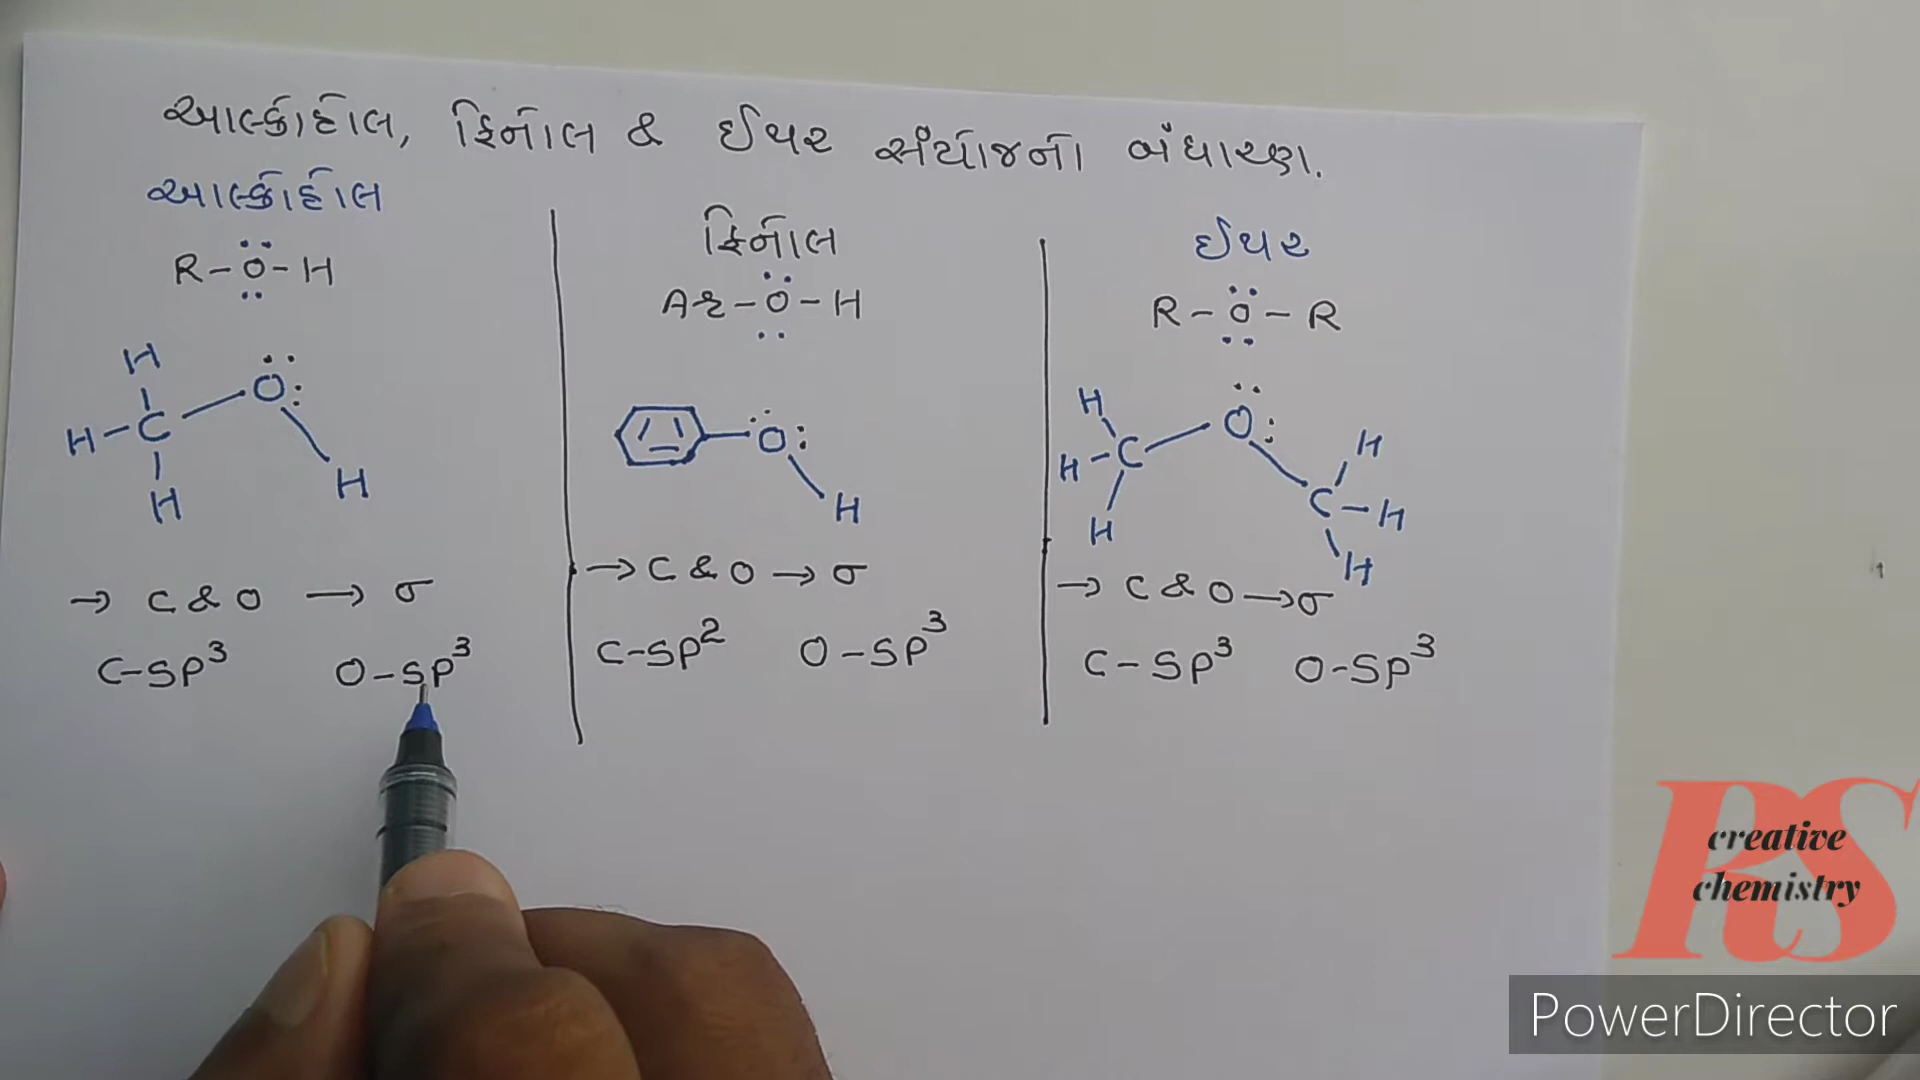 આલ્કોહોલ, ફિનોલ & ઈથર સંયોજનો બંધારણ.
આલ્કોહોલ
R-O-H
H
H-C-O
H
H
→ C & O → σ
C-SP³ O-SP³
ફિનોલ
Ar-O-H
O
H
→ C & O → σ
C-SP² O-SP³
ઈથર
R-O-R
H
H-C-O
H
H
C-H
H
→ C & O → σ
C-SP³ O-SP³
RS
creative
chemistry
PowerDirector